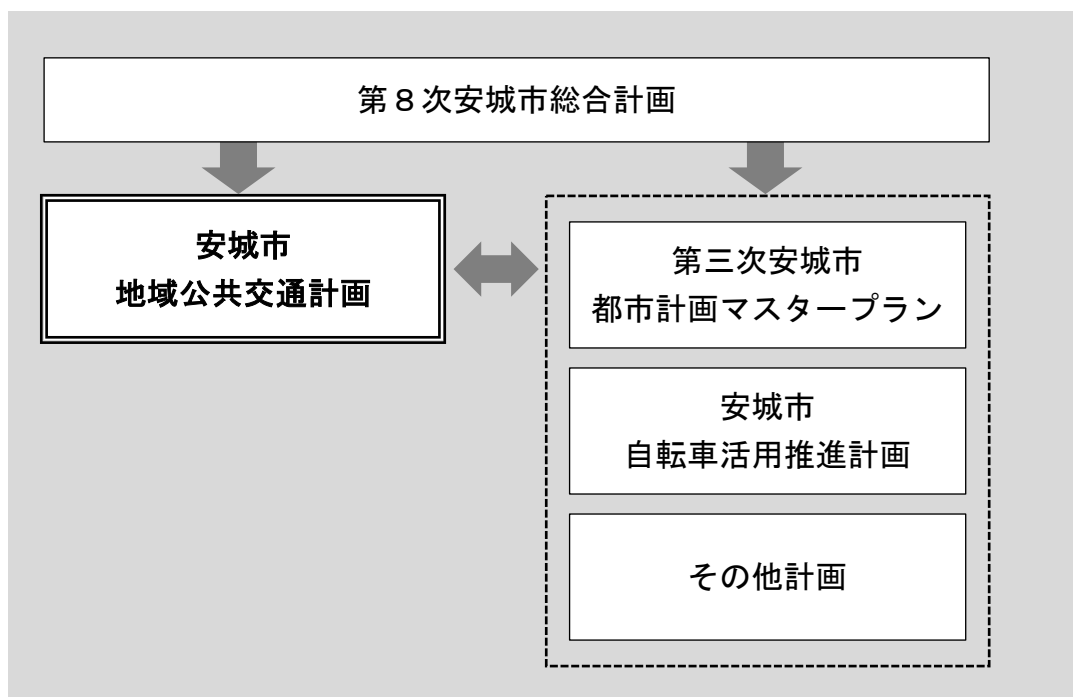 第８次安城市総合計画
安城市
地域公共交通計画
第三次安城市
都市計画マスタープラン
安城市
自転車活用推進計画
その他計画